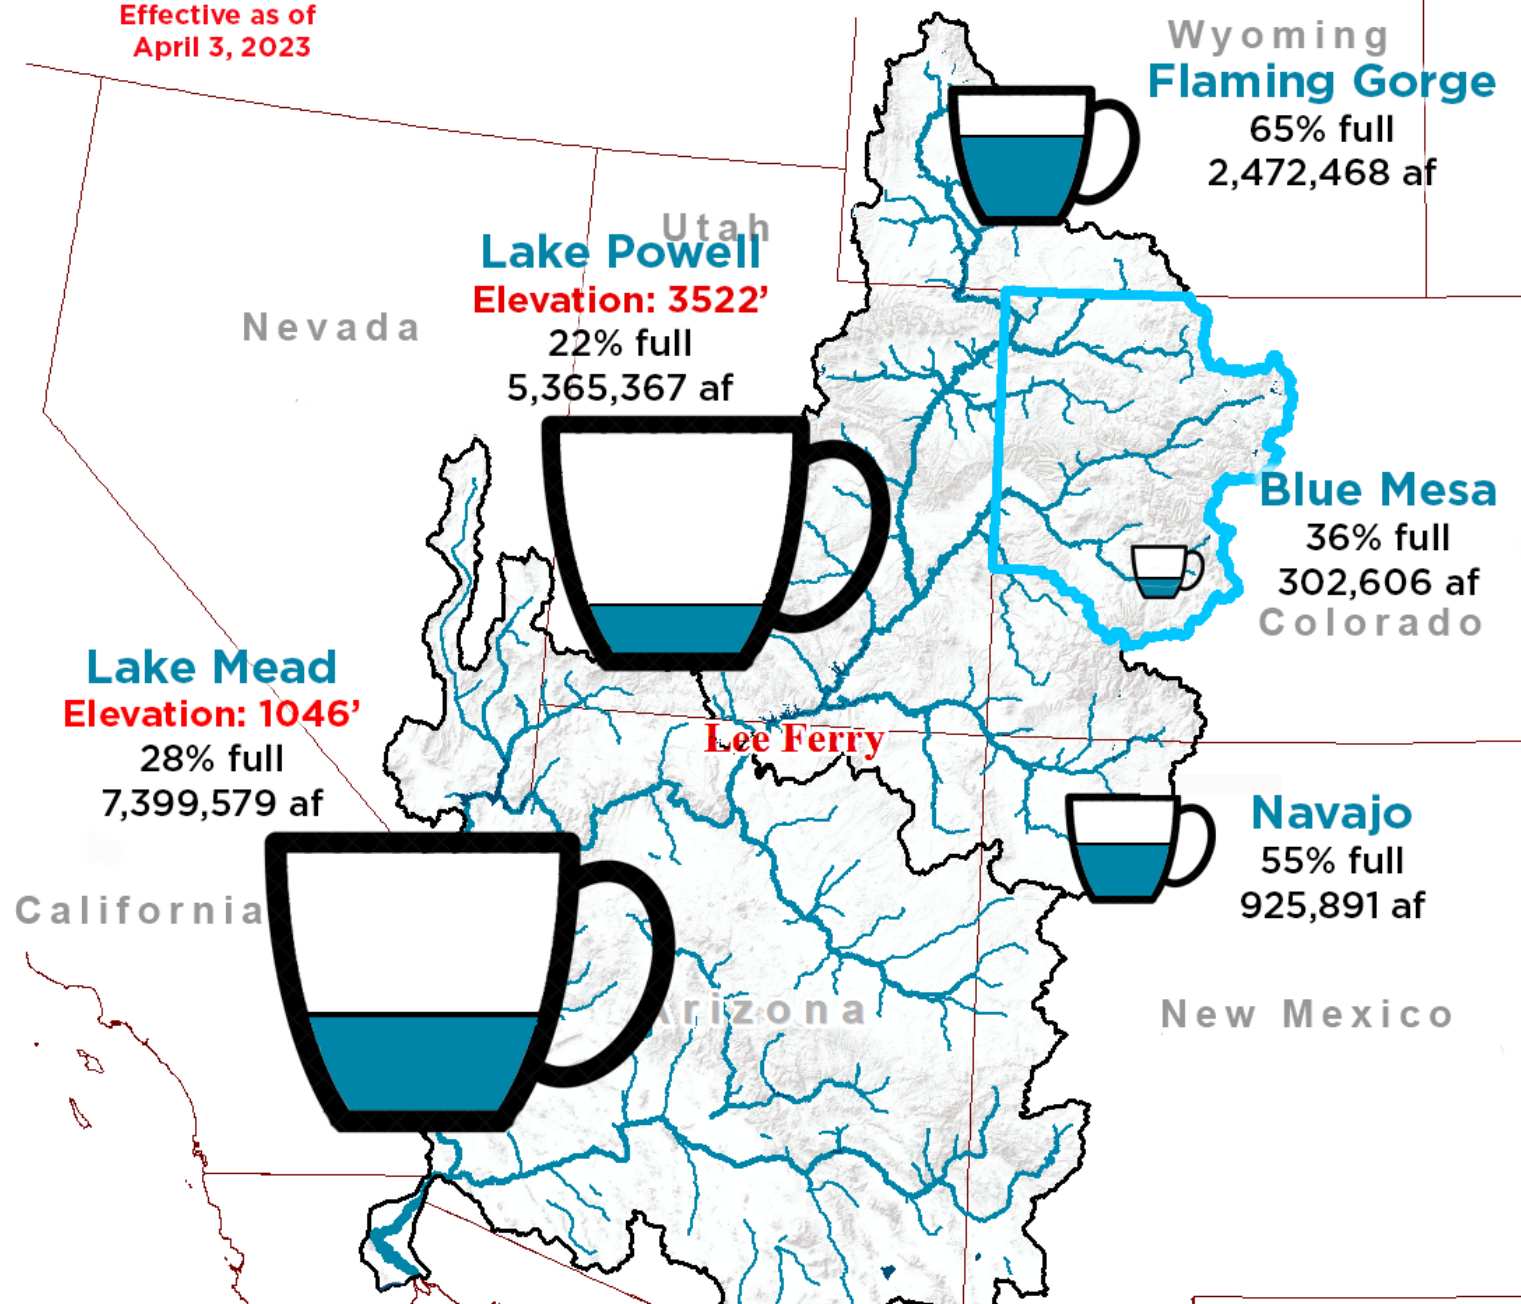 Effective as of
April 3, 2023
Wyoming
Flaming Gorge
65% full
2,472,468 af
Utah
Lake Powell
Elevation: 3522’
22% full
5,365,367 af
Nevada
Blue Mesa
36% full
302,606 af
Colorado
Lake Mead
Elevation: 1046’
28% full
7,399,579 af
Lee Ferry
Navajo
55% full
925,891 af
California
Arizona
New Mexico